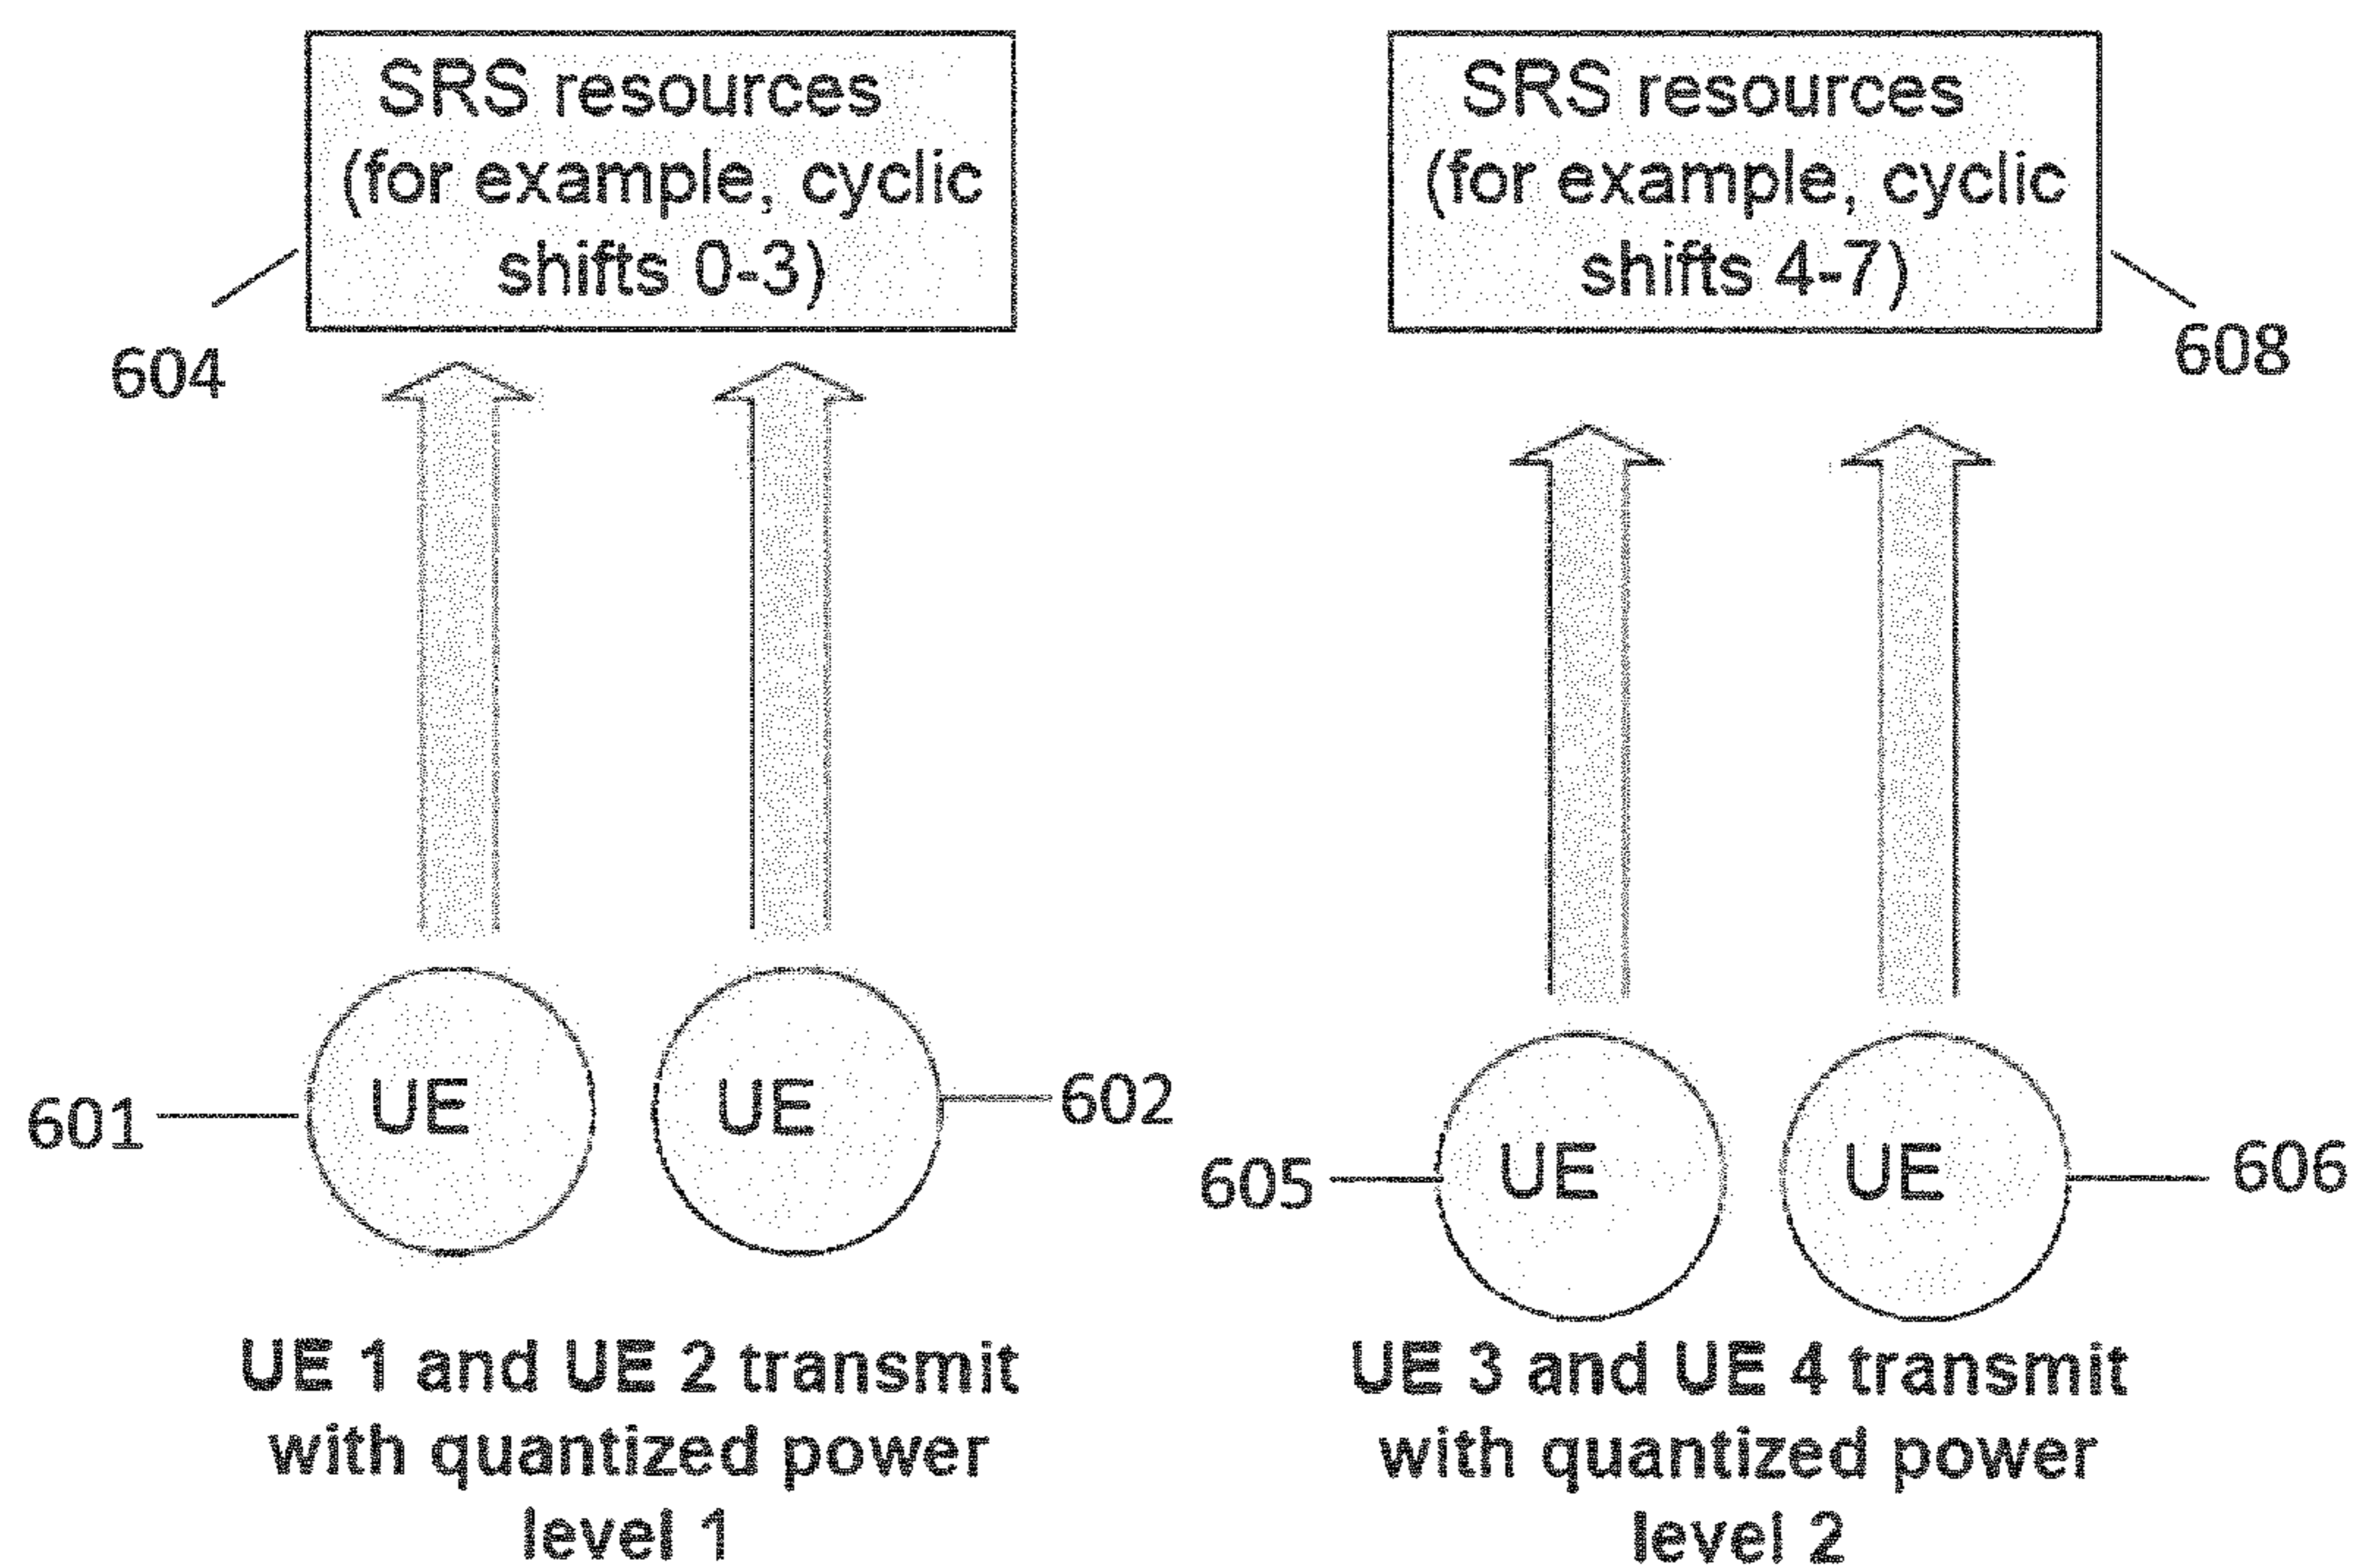 SRS resources
(for example, cyclic
shifts 0-3)
604
SRS resources
(for example, cyclic
shifts 4-7)
608
601
UE
UE
602
605
UE
UE
606
UE 1 and UE 2 transmit
with quantized power
level 1
UE 3 and UE 4 transmit
with quantized power
level 2